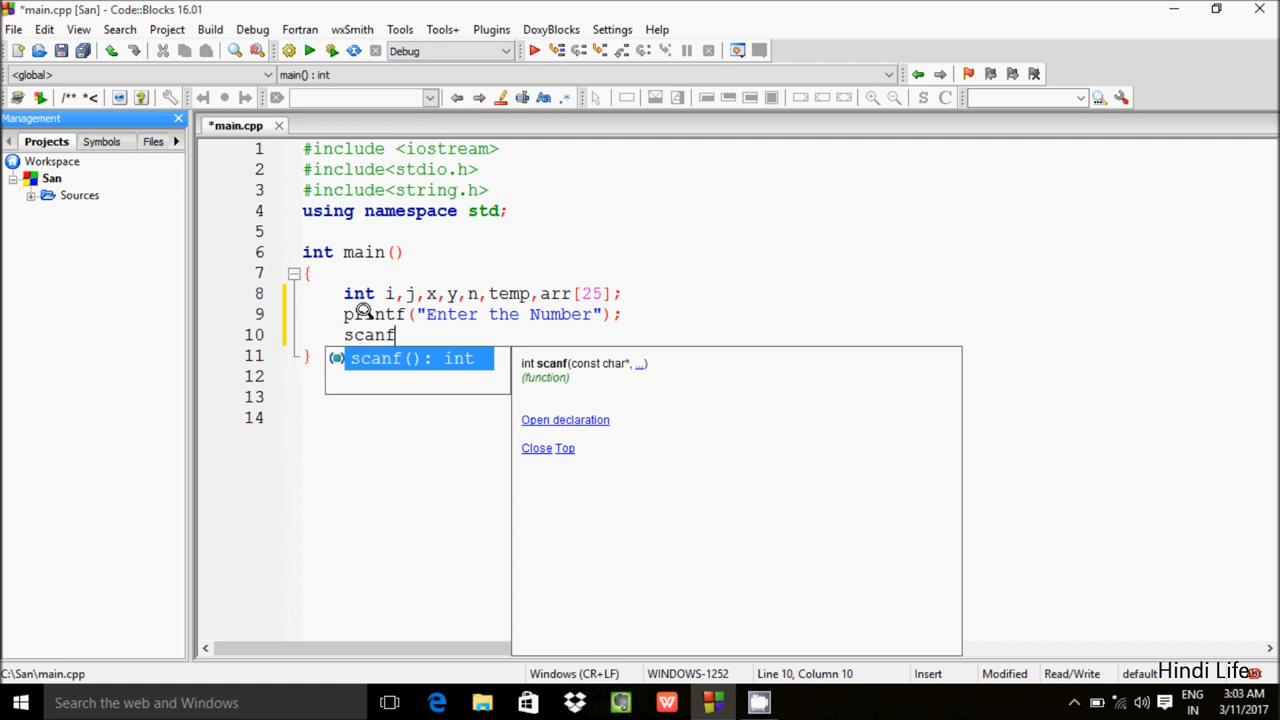 *main.cpp [San] - Code::Blocks 16.01
File Edit View Search Project Build Debug Fortran wxSmith Tools Tools+ Plugins DoxyBlocks Settings Help
Debug
<global> main() : int
/** *<
S C
Management
*main.cpp
Projects Symbols Files
Workspace
San
Sources
1 #include <iostream>
2 #include<stdio.h>
3 #include<string.h>
4 using namespace std;
5
6 int main()
7 {
8 int i,j,x,y,n,temp,arr[25];
9 printf("Enter the Number");
10 scanf
11 }
12
13
14
scanf(): int
int scanf(const char*, ...)
(function)
Open declaration
Close Top
C:\San\main.cpp Windows (CR+LF) WINDOWS-1252 Line 10, Column 10 Insert Modified Read/Write default
Hindi Life
Search the web and Windows
ENG
IN
3:03 AM
3/11/2017